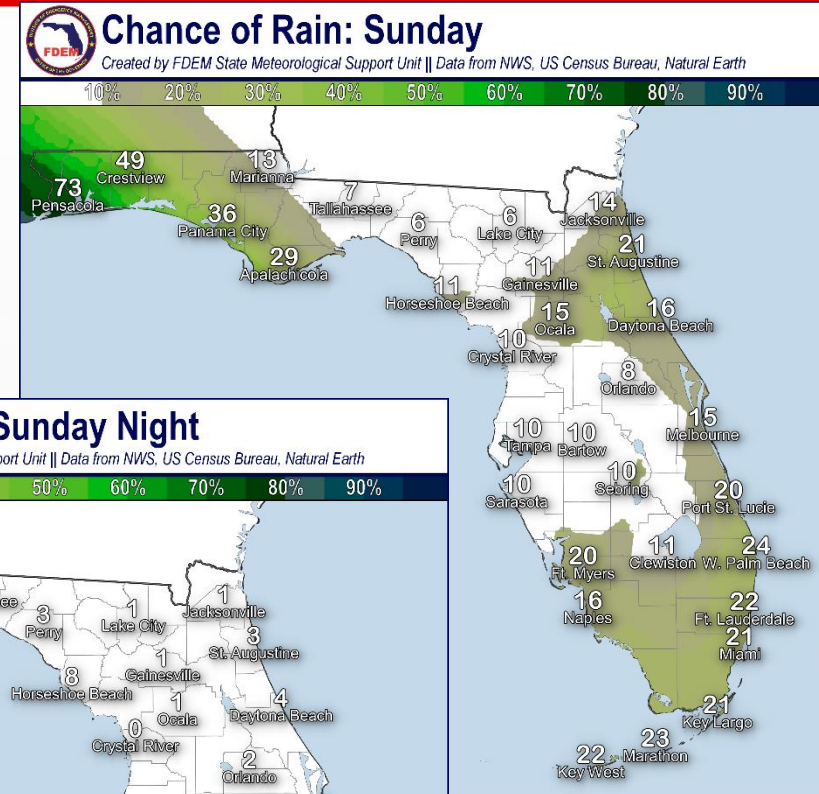 FDEM
Chance of Rain: Sunday
Created by FDEM State Meteorological Support Unit || Data from NWS, US Census Bureau, Natural Earth
10% 20% 30% 40% 50% 60% 70% 80% 90%
49
Crestview
13
Marianna
73
Pensacola
7
Tallahassee
36
Panama City
6
Perry
6
Lake City
14
Jacksonville
29
Apalachicola
21
St. Augustine
11
Gainesville
11
Horseshoe Beach
15
Ocala
16
Daytona Beach
10
Crystal River
8
Orlando
10
Tampa
10
Bartow
15
Melbourne
10
Sarasota
10
Sebring
20
Port St. Lucie
20
Ft. Myers
11
Clewiston
24
W. Palm Beach
16
Naples
22
Ft. Lauderdale
21
Miami
21
Key Largo
23
Marathon
22
Key West
Sunday Night
port Unit || Data from NWS, US Census Bureau, Natural Earth
50% 60% 70% 80% 90%
ee
3
Perry
1
Lake City
1
Jacksonville
3
St. Augustine
1
Gainesville
8
Horseshoe Beach
1
Ocala
4
Daytona Beach
0
Crystal River
2
Orlando